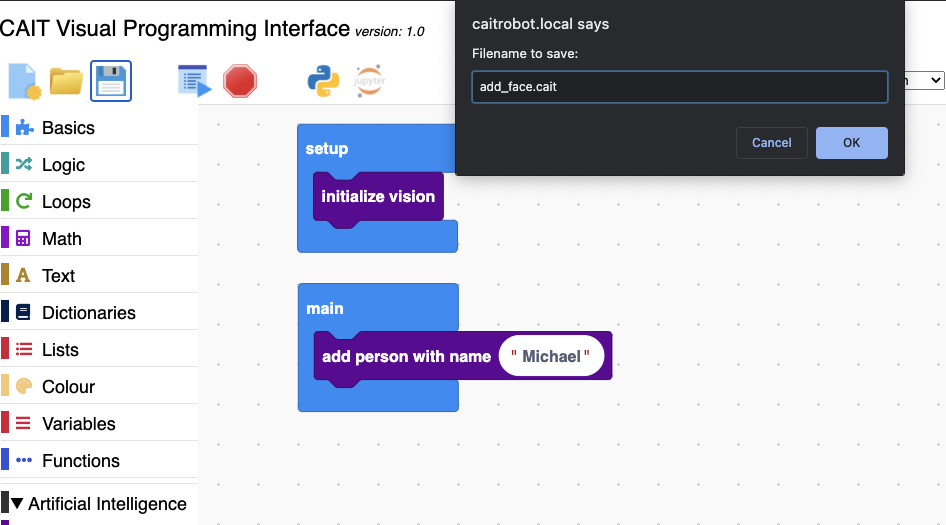 CAIT Visual Programming Interface version: 1.0
caitrobot.local says
Filename to save:
add_face.cait
Cancel
OK
jupyter
Basics
Logic
Loops
Math
Text
Dictionaries
Lists
Colour
Variables
Functions
Artificial Intelligence
setup
initialize vision
main
add person with name " Michael "